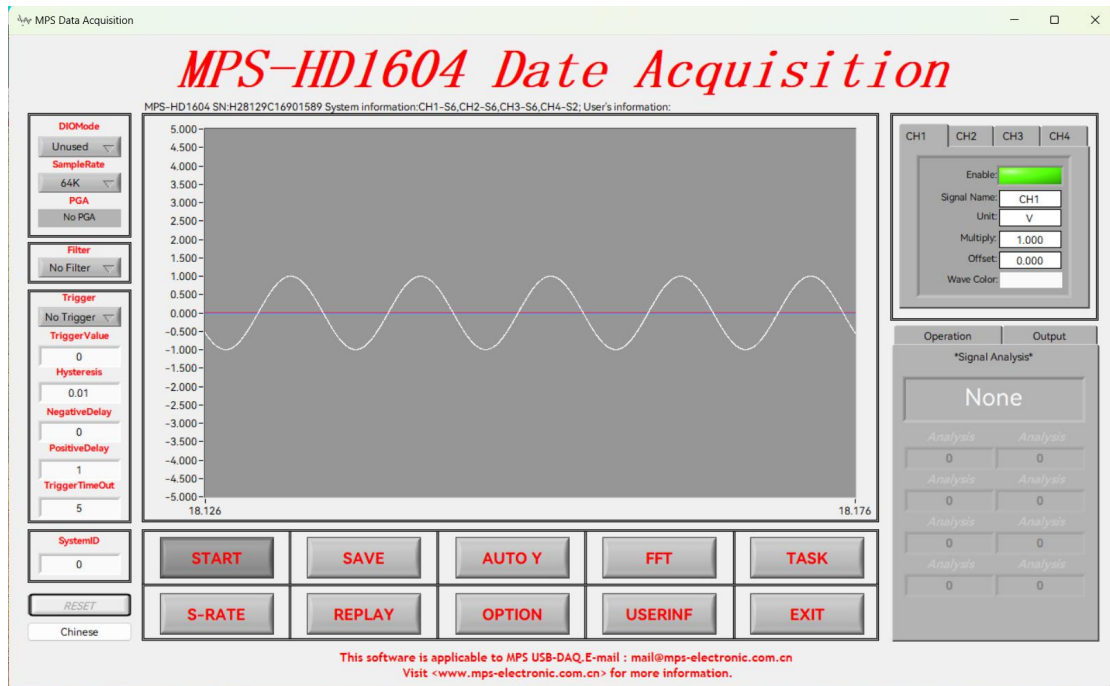 MPS Data Acquisition
MPS-HD1604 Date Acquisition
MPS-HD1604 SN:H28129C16901589 System information:CH1-S6,CH2-S6,CH3-S6,CH4-S2; User's information:
DIOMode
Unused
SampleRate
64K
PGA
No PGA
Filter
No Filter
Trigger
No Trigger
TriggerValue
0
Hysteresis
0.01
NegativeDelay
0
PositiveDelay
1
TriggerTimeOut
5
SystemID
0
RESET
Chinese
5.000
4.500
4.000
3.500
3.000
2.500
2.000
1.500
1.000
0.500
0.000
-0.500
-1.000
-1.500
-2.000
-2.500
-3.000
-3.500
-4.000
-4.500
-5.000
18.126 18.176
START SAVE AUTO Y FFT TASK
S-RATE REPLAY OPTION USERINF EXIT
CH1 CH2 CH3 CH4
Enable:
Signal Name: CH1
Unit: V
Multiply: 1.000
Offset: 0.000
Wave Color:
Operation Output
*Signal Analysis*
None
Analysis Analysis
0 0
Analysis Analysis
0 0
Analysis Analysis
0 0
Analysis Analysis
0 0
This software is applicable to MPS USB-DAQ.E-mail : mail@mps-electronic.com.cn
Visit <www.mps-electronic.com.cn> for more information.